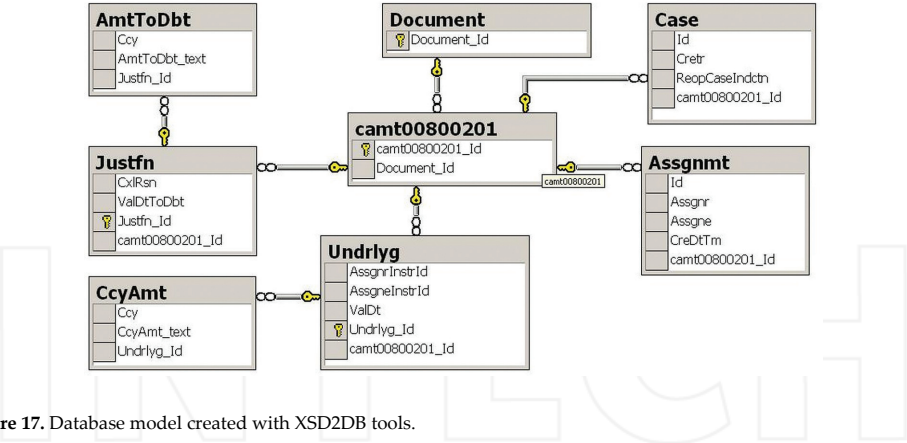 AmtToDbt
Ccy
AmtToDbt_text
Justfn_Id
Document
Document_Id
Case
Id
Cretr
ReopCaseIndctn
camt00800201_Id
camt00800201
camt00800201_Id
Document_Id
camt00800201
Justfn
CxlRsn
ValDtToDbt
Justfn_Id
camt00800201_Id
Assgnmt
Id
Assgnr
Assgne
CreDtTm
camt00800201_Id
Undrlyg
AssgnrInstrId
AssgneInstrId
ValDt
Undrlyg_Id
camt00800201_Id
CcyAmt
Ccy
CcyAmt_text
Undrlyg_Id
INTECH
re 17. Database model created with XSD2DB tools.